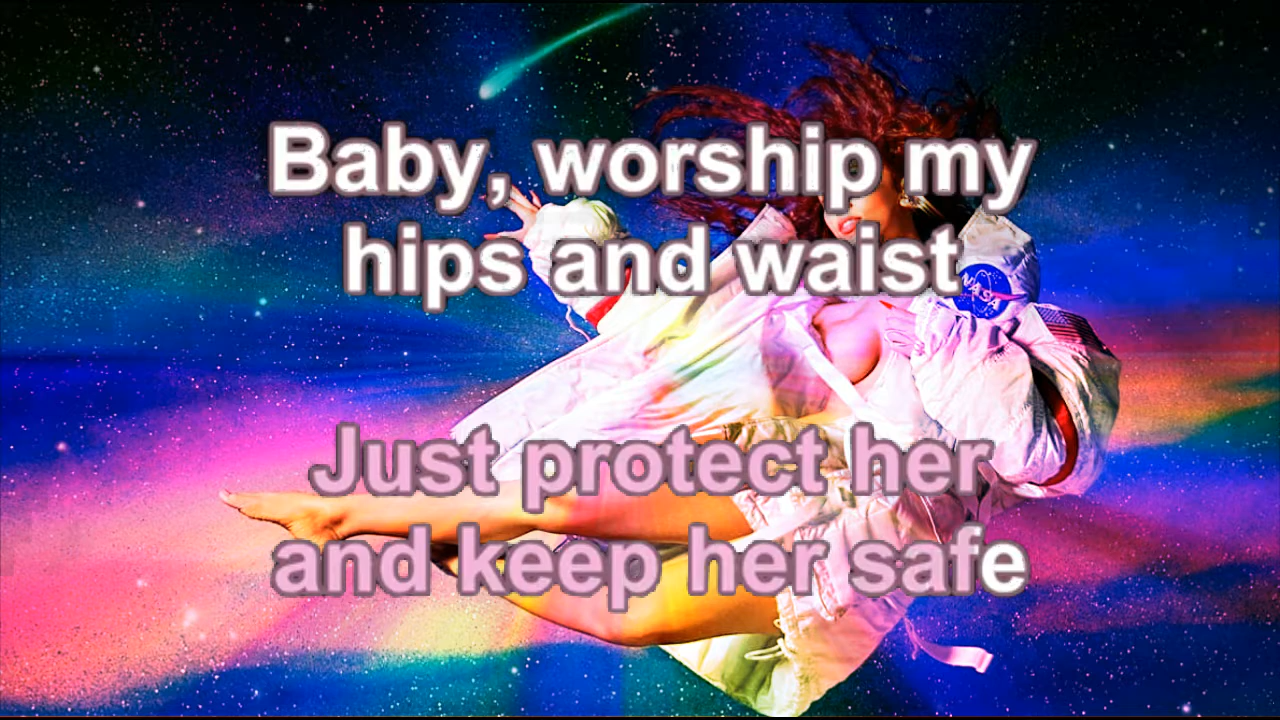 Baby, worship my
hips and waist
NASA
Just protect her
and keep her safe